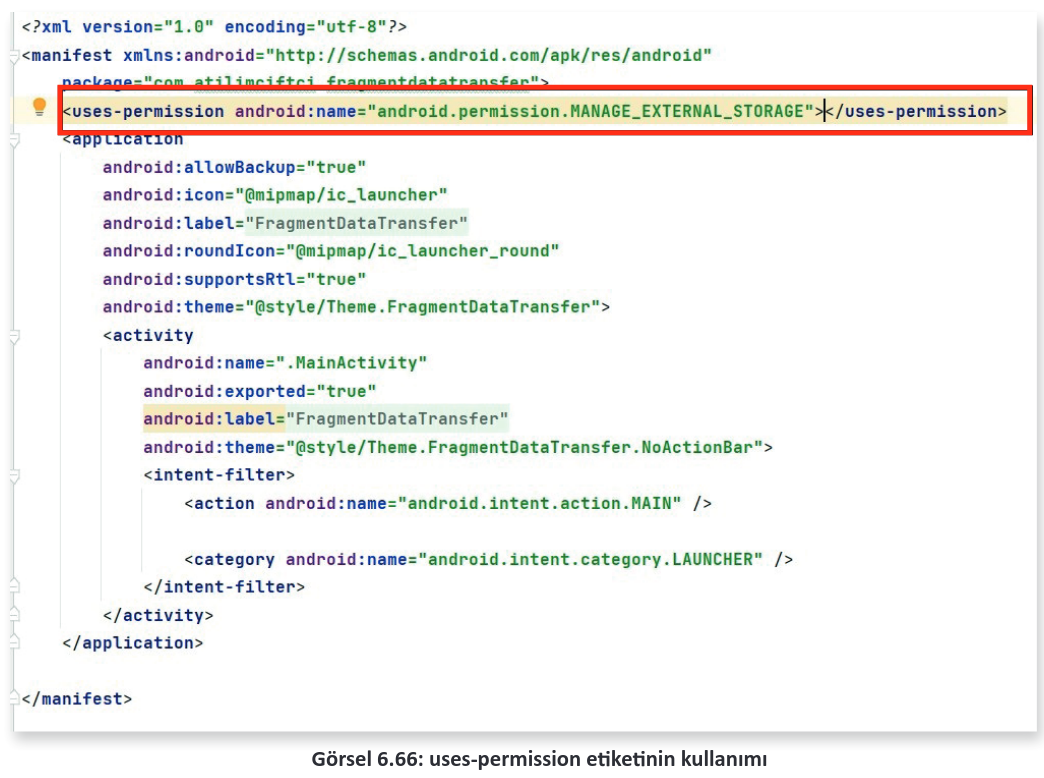 <?xml version="1.0" encoding="utf-8"?>
<manifest xmlns:android="http://schemas.android.com/apk/res/android"
package="com.atilimciftci.fragmentdatatransfer">
<uses-permission android:name="android.permission.MANAGE_EXTERNAL_STORAGE"></uses-permission>
<application
android:allowBackup="true"
android:icon="@mipmap/ic_launcher"
android:label="FragmentDataTransfer"
android:roundIcon="@mipmap/ic_launcher_round"
android:supportsRtl="true"
android:theme="@style/Theme.FragmentDataTransfer">
<activity
android:name=".MainActivity"
android:exported="true"
android:label="FragmentDataTransfer"
android:theme="@style/Theme.FragmentDataTransfer.NoActionBar">
<intent-filter>
<action android:name="android.intent.action.MAIN" />
<category android:name="android.intent.category.LAUNCHER" />
</intent-filter>
</activity>
</application>
</manifest>
Görsel 6.66: uses-permission etiketinin kullanımı